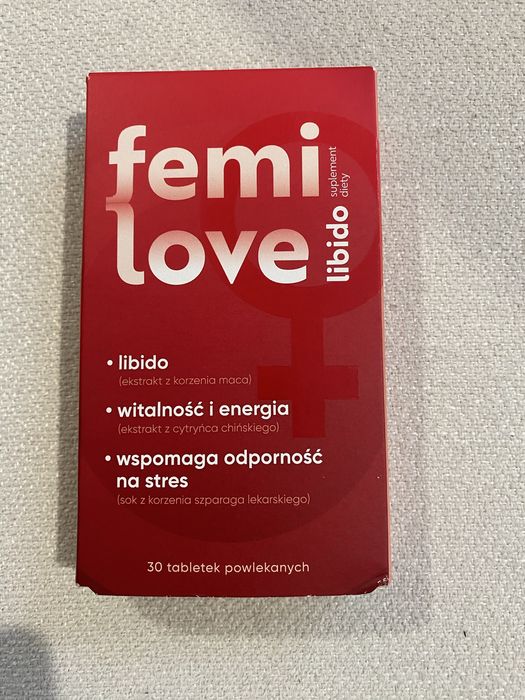 femi
love
libido
suplement
diety
• libido
(ekstrakt z korzenia maca)
• witalność i energia
(ekstrakt z cytryńca chińskiego)
• wspomaga odporność
na stres
(sok z korzenia szparaga lekarskiego)
30 tabletek powlekanych